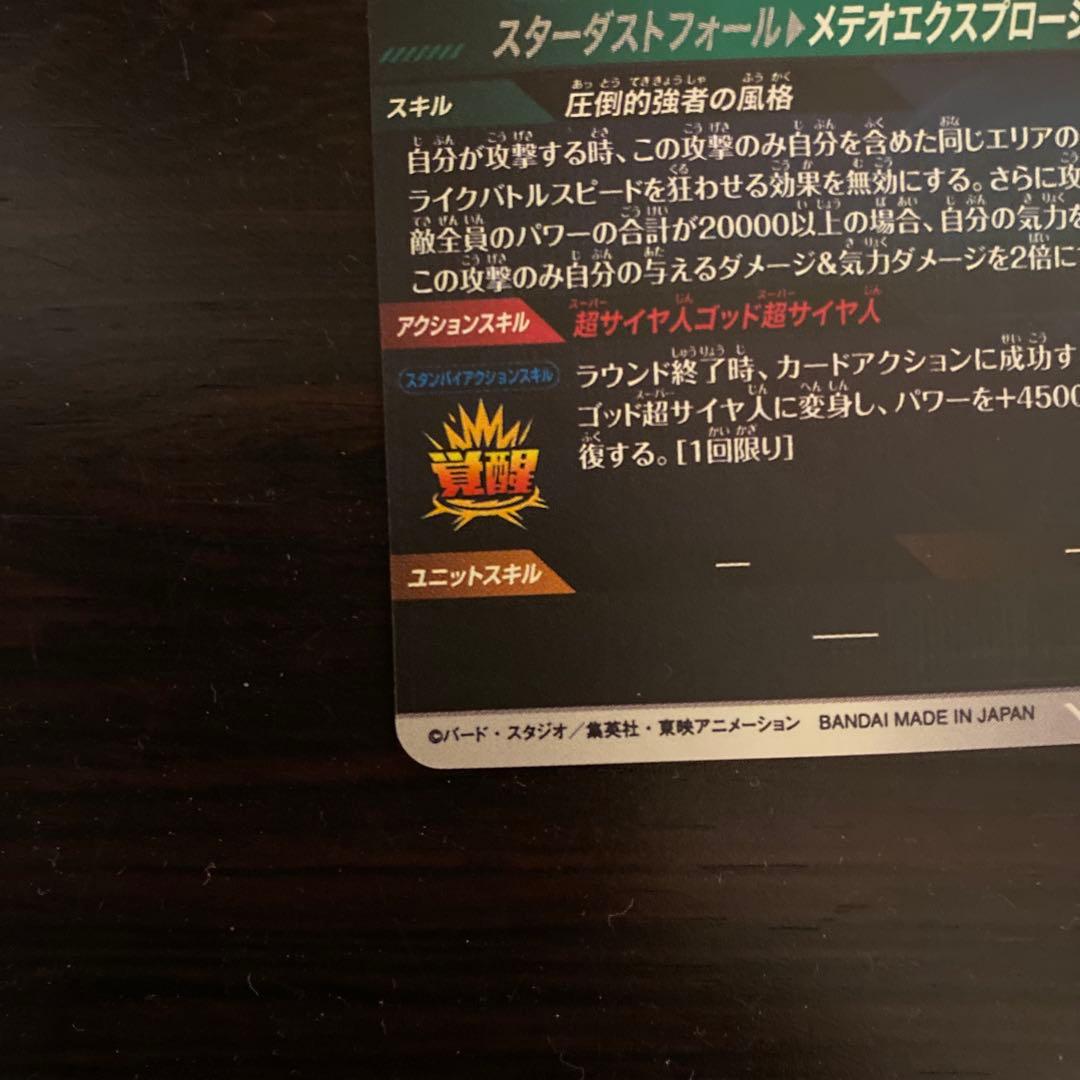 スターダストフォール▶メテオエクスプロージ
スキル 圧倒的強者の風格
自分が攻撃する時、この攻撃のみ自分を含めた同じエリアの
ライクバトルスピードを狂わせる効果を無効にする。さらに攻
敵全員のパワーの合計が20000以上の場合、自分の気力を
この攻撃のみ自分の与えるダメージ&気力ダメージを2倍に
アクションスキル 超サイヤ人ゴッド超サイヤ人
スタンバイアクションスキル
覚醒
ラウンド終了時、カードアクションに成功す
ゴッド超サイヤ人に変身し、パワーを+4500
復する。[1回限り]
ユニットスキル ー
ー
©バード・スタジオ／集英社・東映アニメーション BANDAI MADE IN JAPAN